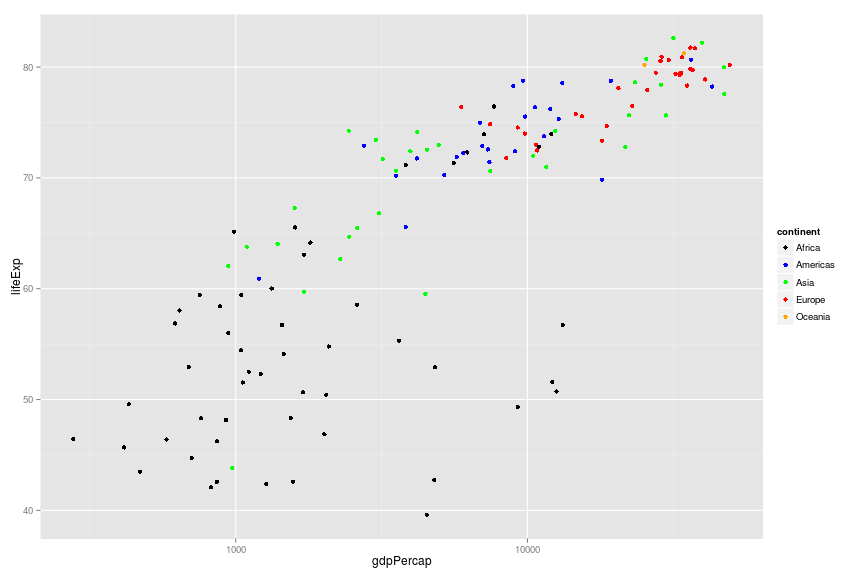 80
70
60
50
40
lifeExp
1000
10000
gdpPercap
continent
Africa
Americas
Asia
Europe
Oceania